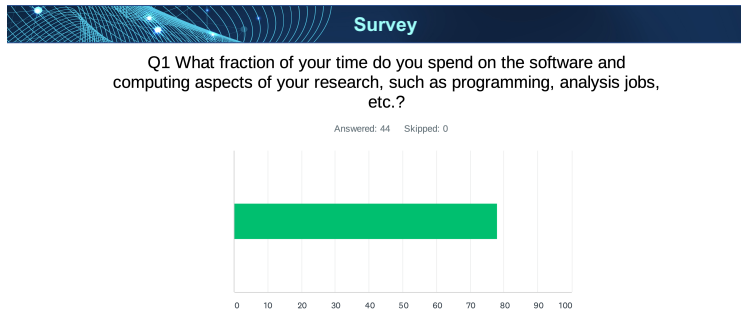 Survey
Q1 What fraction of your time do you spend on the software and
computing aspects of your research, such as programming, analysis jobs,
etc.?
Answered: 44 Skipped: 0
0 10 20 30 40 50 60 70 80 90 100